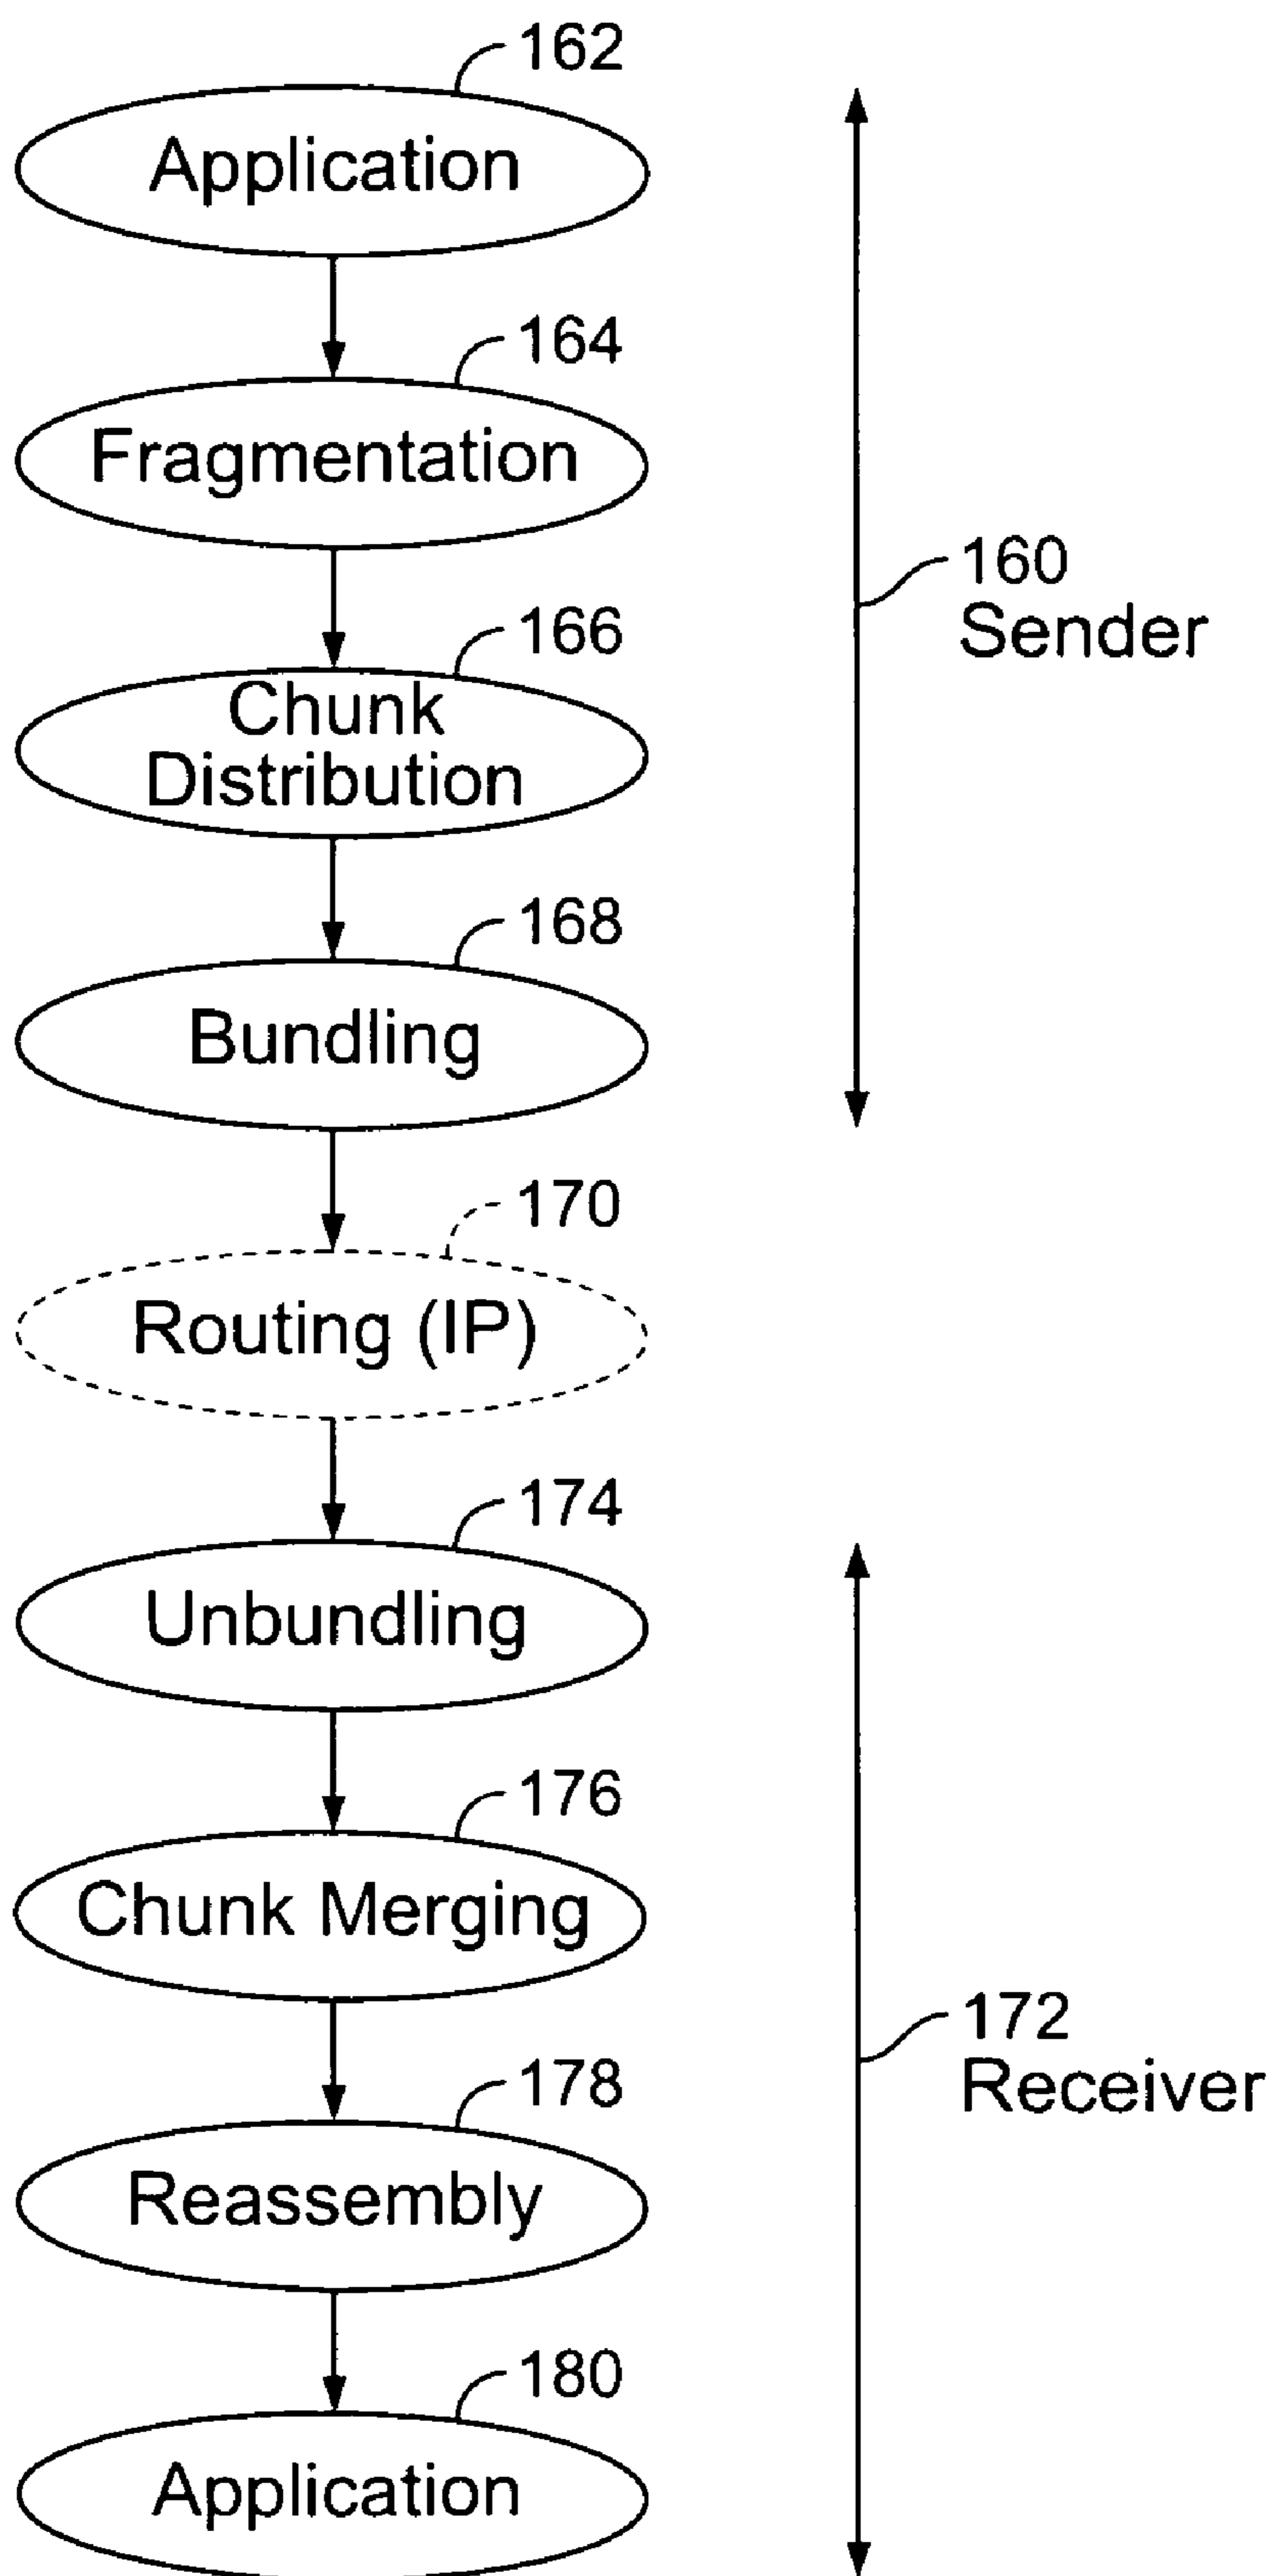 162
Application
164
Fragmentation
160
Sender
166
Chunk
Distribution
168
Bundling
170
Routing (IP)
174
Unbundling
176
Chunk Merging
172
Receiver
178
Reassembly
180
Application